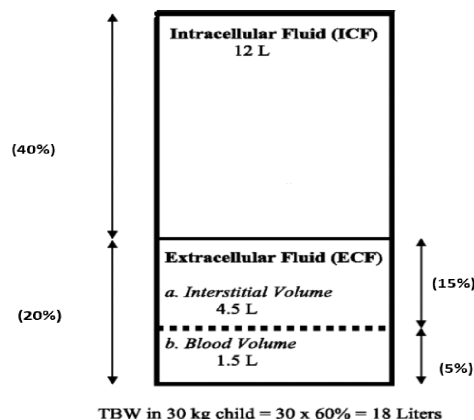 Intracellular Fluid (ICF)
12 L
(40%)
Extracellular Fluid (ECF)
a. Interstitial Volume
4.5 L
(15%)
(20%)
b. Blood Volume
1.5 L
(5%)
TBW in 30 kg child = 30 x 60% = 18 Liters